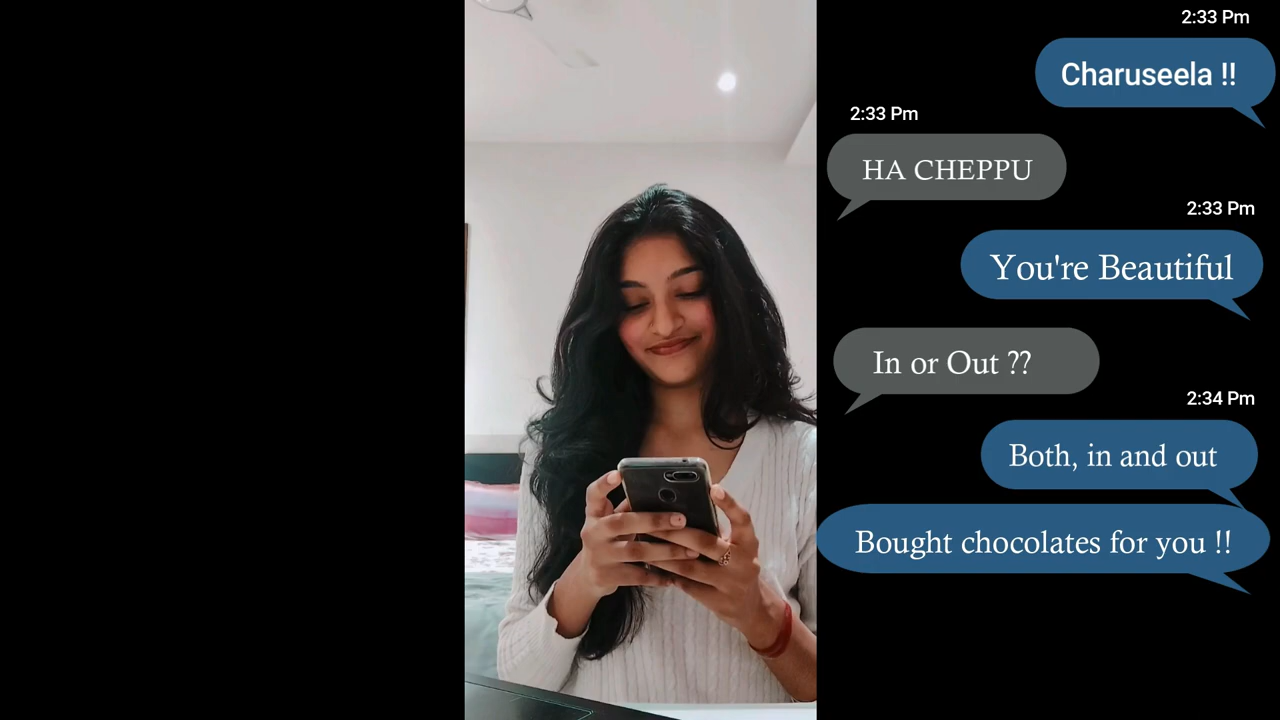 2:33 Pm
Charuseela !!
2:33 Pm
HA CHEPPU
2:33 Pm
You're Beautiful
In or Out ??
2:34 Pm
Both, in and out
Bought chocolates for you !!